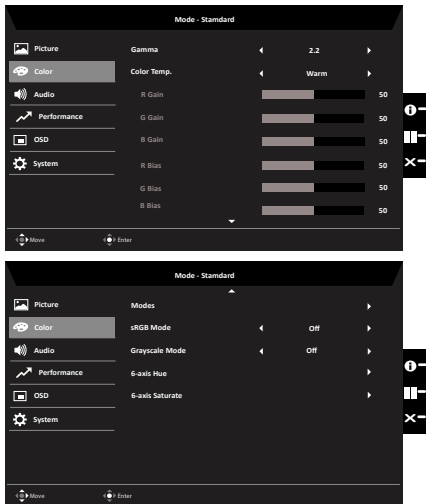 Mode - Stamdard
Picture
Gamma 2.2
Color
Color Temp. Warm
Audio
R Gain 50
Performance
G Gain 50
OSD
B Gain 50
System
R Bias 50
G Bias 50
B Bias 50
Move Enter
Mode - Stamdard
Picture
Modes
Color
sRGB Mode Off
Audio
Grayscale Mode Off
Performance
6-axis Hue
OSD
6-axis Saturate
System
Move Enter